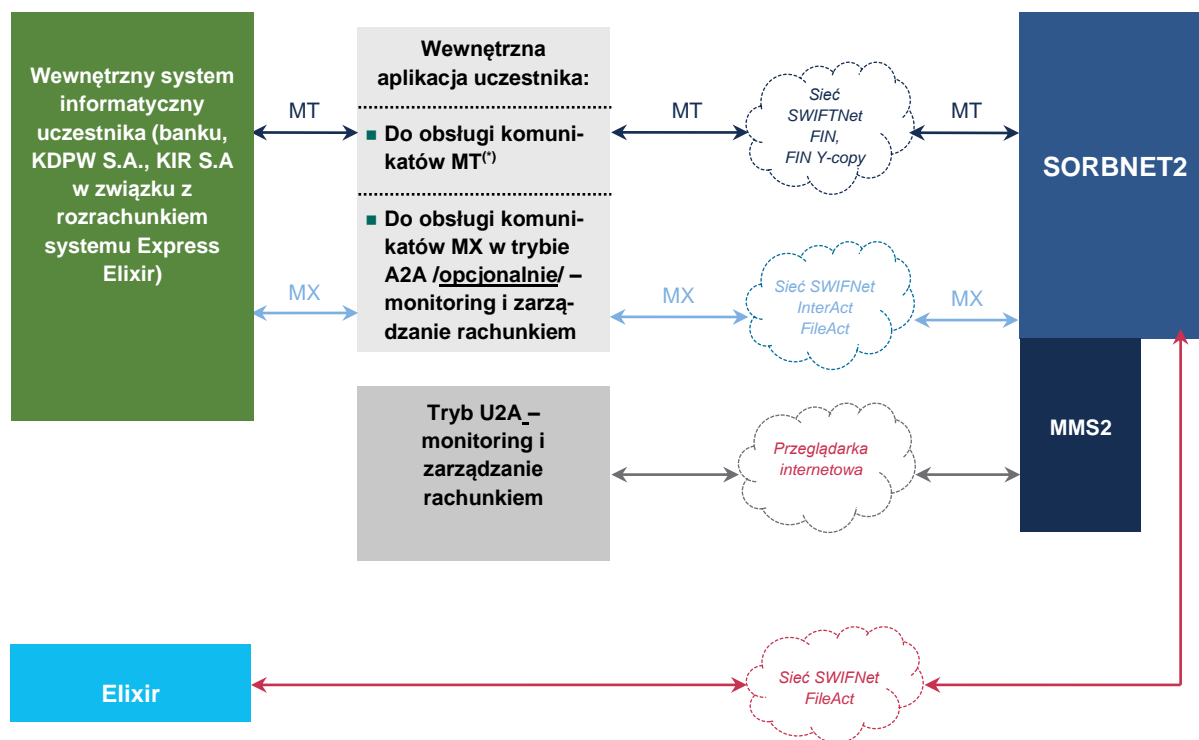 Wewnętrzny system
informatyczny
uczestnika (banku,
KDPW S.A., KIR S.A
w związku z
rozrachunkiem
systemu Express
Elixir)
MT
Wewnętrzna
aplikacja uczestnika:
■ Do obsługi komuni-
katów MT(*)
■ Do obsługi komuni-
katów MX w trybie
A2A /opcjonalnie/ –
monitoring i zarzą-
dzanie rachunkiem
MX
MT
Sieć
SWIFTNet
FIN,
FIN Y-copy
MT
SORBNET2
MX
Sieć SWIFNet
InterAct
FileAct
MX
Tryb U2A –
monitoring i
zarządzanie
rachunkiem
Przeglądarka
internetowa
MMS2
Elixir
Sieć SWIFNet
FileAct